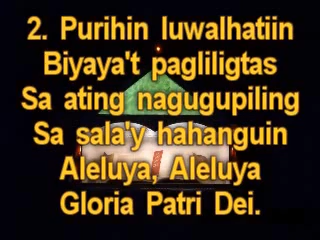 2. Purihin luwalhatiin
Biyaya't pagliligtas
Sa ating nagugupiling
Sa sala'y hahanguin
Aleluya, Aleluya
Gloria Patri Dei.